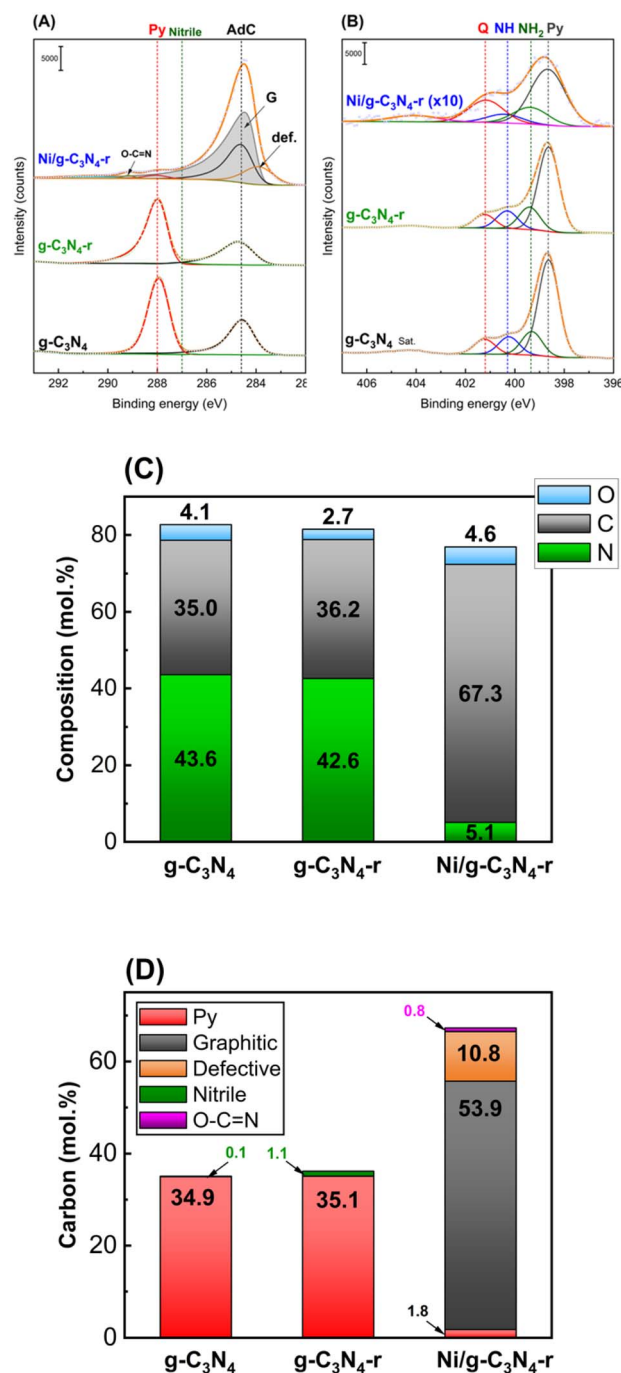 (A)
Py Nitrile AdC
5000
G
def.
O-C=N
Ni/g-C₃N₄-r
g-C₃N₄-r
g-C₃N₄
Intensity (counts)
292 290 288 286 284 28
Binding energy (eV)
(B)
Q NH NH₂ Py
5000
Ni/g-C₃N₄-r (x10)
g-C₃N₄-r
g-C₃N₄ Sat.
Intensity (counts)
406 404 402 400 398 396
Binding energy (eV)
(C)
O
C
N
4.1 2.7 4.6
35.0 36.2 67.3
43.6 42.6 5.1
80
60
40
20
0
Composition (mol.%)
g-C₃N₄ g-C₃N₄-r Ni/g-C₃N₄-r
(D)
Py
Graphitic
Defective
Nitrile
O-C=N
0.8
10.8
53.9
0.1 1.1
34.9 35.1
1.8
60
40
20
0
Carbon (mol.%)
g-C₃N₄ g-C₃N₄-r Ni/g-C₃N₄-r